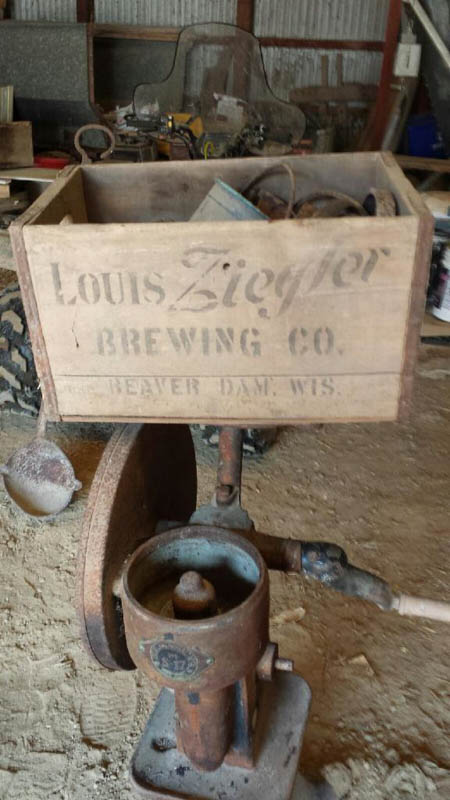 LOUIS Ziegler
BREWING CO.
BEAVER DAM, WIS.